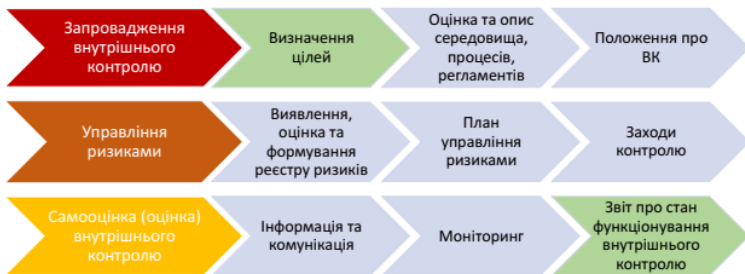 Запровадження
внутрішнього
контролю
Визначення
цілей
Оцінка та опис
середовища,
процесів,
регламентів
Положення про
ВК
Управління
ризиками
Виявлення,
оцінка та
формування
реєстру ризиків
План
управління
ризиками
Заходи
контролю
Самооцінка (оцінка)
внутрішнього
контролю
Інформація та
комунікація
Моніторинг
Звіт про стан
функціонування
внутрішнього
контролю